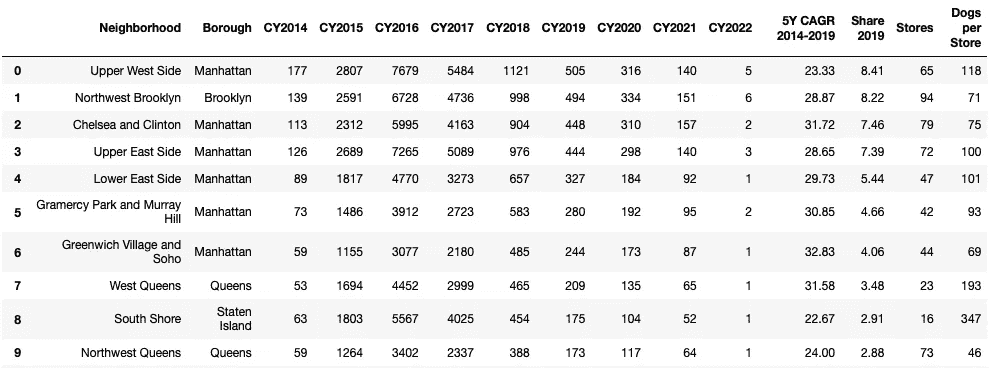 Neighborhood Borough CY2014 CY2015 CY2016 CY2017 CY2018 CY2019 CY2020 CY2021 CY2022 5Y CAGR 2014-2019 Share 2019 Stores Dogs per Store
0 Upper West Side Manhattan 177 2807 7679 5484 1121 505 316 140 5 23.33 8.41 65 118
1 Northwest Brooklyn Brooklyn 139 2591 6728 4736 998 494 334 151 6 28.87 8.22 94 71
2 Chelsea and Clinton Manhattan 113 2312 5995 4163 904 448 310 157 2 31.72 7.46 79 75
3 Upper East Side Manhattan 126 2689 7265 5089 976 444 298 140 3 28.65 7.39 72 100
4 Lower East Side Manhattan 89 1817 4770 3273 657 327 184 92 1 29.73 5.44 47 101
5 Gramercy Park and Murray Hill Manhattan 73 1486 3912 2723 583 280 192 95 2 30.85 4.66 42 93
6 Greenwich Village and Soho Manhattan 59 1155 3077 2180 485 244 173 87 1 32.83 4.06 44 69
7 West Queens Queens 53 1694 4452 2999 465 209 135 65 1 31.58 3.48 23 193
8 South Shore Staten Island 63 1803 5567 4025 454 175 104 52 1 22.67 2.91 16 347
9 Northwest Queens Queens 59 1264 3402 2337 388 173 117 64 1 24.00 2.88 73 46